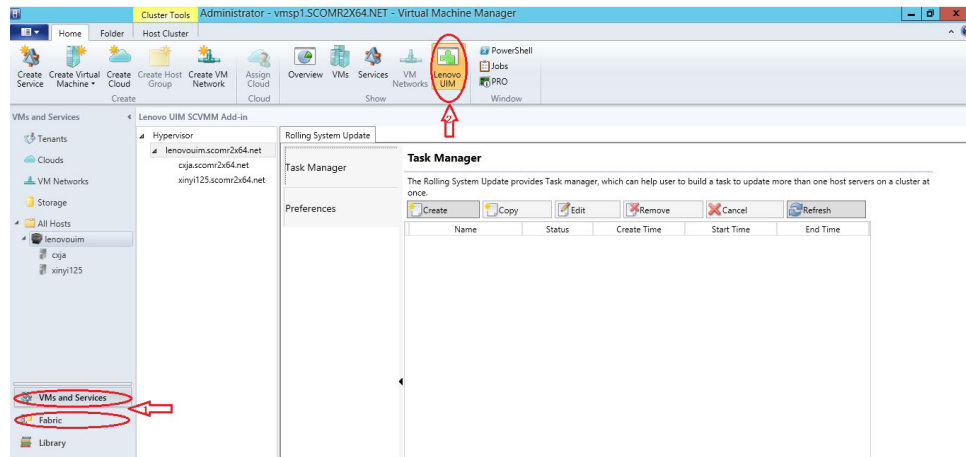 Cluster Tools Administrator - vmsp1.SCOMR2X64.NET - Virtual Machine Manager
Home Folder Host Cluster
Create Service
Create Virtual Machine
Create Cloud
Create Host Group
Create VM Network
Assign Cloud
Overview
VMs
Services
VM Networks
Lenovo UIM
PowerShell
Jobs
PRO
Create Cloud Show Window
2
VMs and Services
Tenants
Clouds
VM Networks
Storage
All Hosts
lenovouim
cxja
xinyi125
VMs and Services
Fabric
Library
1
Lenovo UIM SCVMM Add-in
Hypervisor
lenovouim.scomr2x64.net
cxja.scomr2x64.net
xinyi125.scomr2x64.net
Rolling System Update
Task Manager
Preferences
Task Manager
The Rolling System Update provides Task manager, which can help user to build a task to update more than one host servers on a cluster at
once.
Create Copy Edit Remove Cancel Refresh
Name Status Create Time Start Time End Time